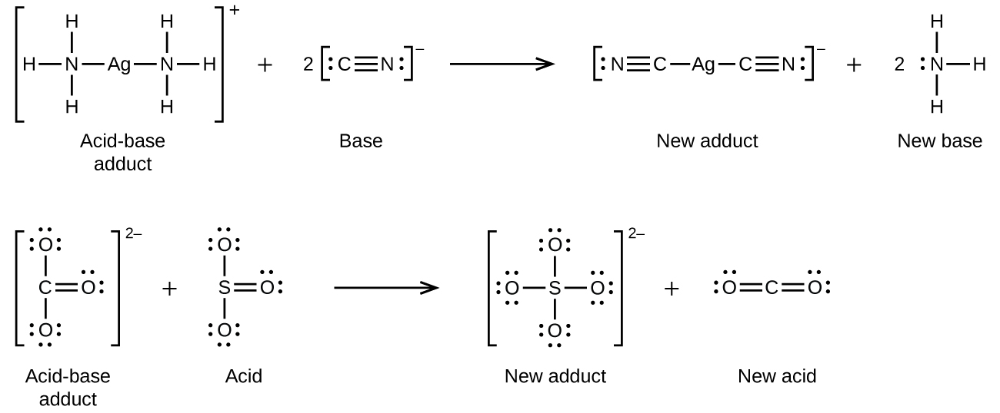 H H +
H N Ag N H + 2 [:C≡N:]– → [:N≡C—Ag—C≡N:]– + 2 :N—H
H H H H
Acid-base Base New adduct New base
adduct
O 2– O O 2–
C O + S O → O S O + O C O
O O O
Acid-base Acid New adduct New acid
adduct